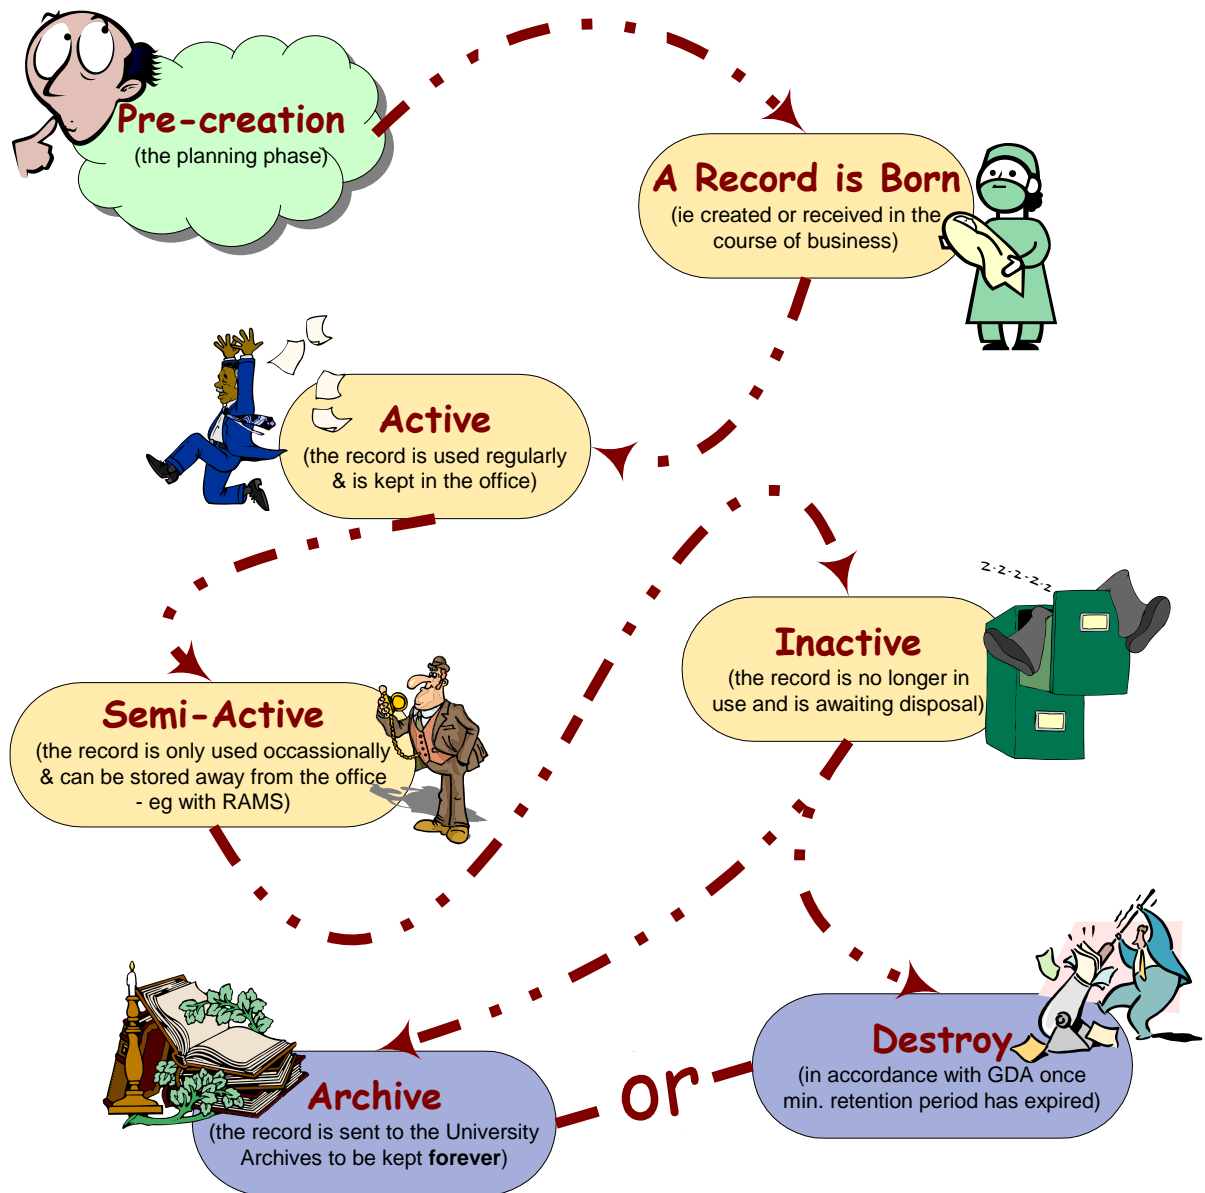 Pre-creation
(the planning phase)
A Record is Born
(ie created or received in the
course of business)
Active
(the record is used regularly
& is kept in the office)
z-z-z-z-z
Inactive
(the record is no longer in
use and is awaiting disposal)
Semi-Active
(the record is only used occassionally
& can be stored away from the office
- eg with RAMS)
Destroy
(in accordance with GDA once
min. retention period has expired)
or
Archive
(the record is sent to the University
Archives to be kept forever)